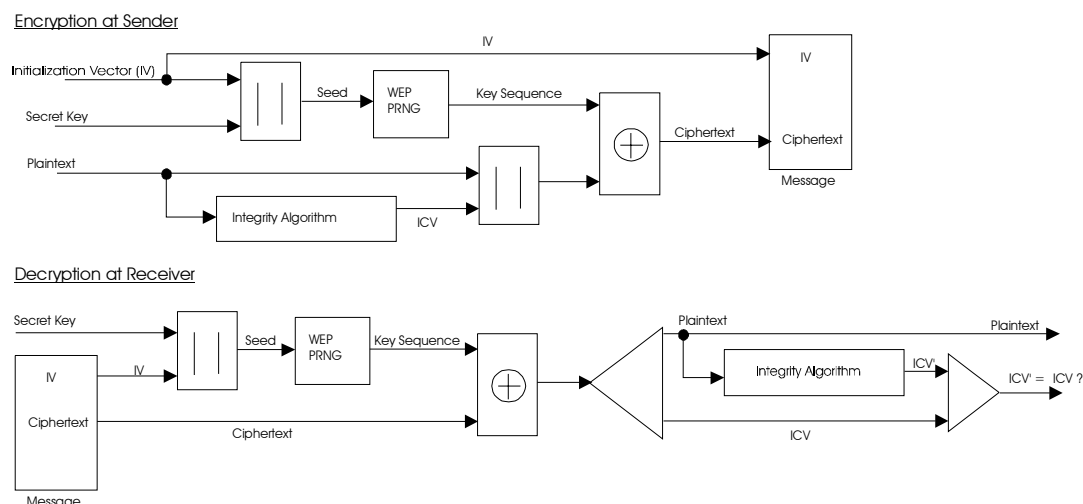 Encryption at Sender
IV
Initialization Vector (IV)
IV
Seed
WEP
PRNG
Key Sequence
Secret Key
Ciphertext
Ciphertext
Plaintext
Message
Integrity Algorithm
ICV
Decryption at Receiver
Secret Key
Seed
WEP
PRNG
Key Sequence
Plaintext
Plaintext
IV
IV
Integrity Algorithm
ICV'
ICV' = ICV ?
Ciphertext
Ciphertext
ICV
Message